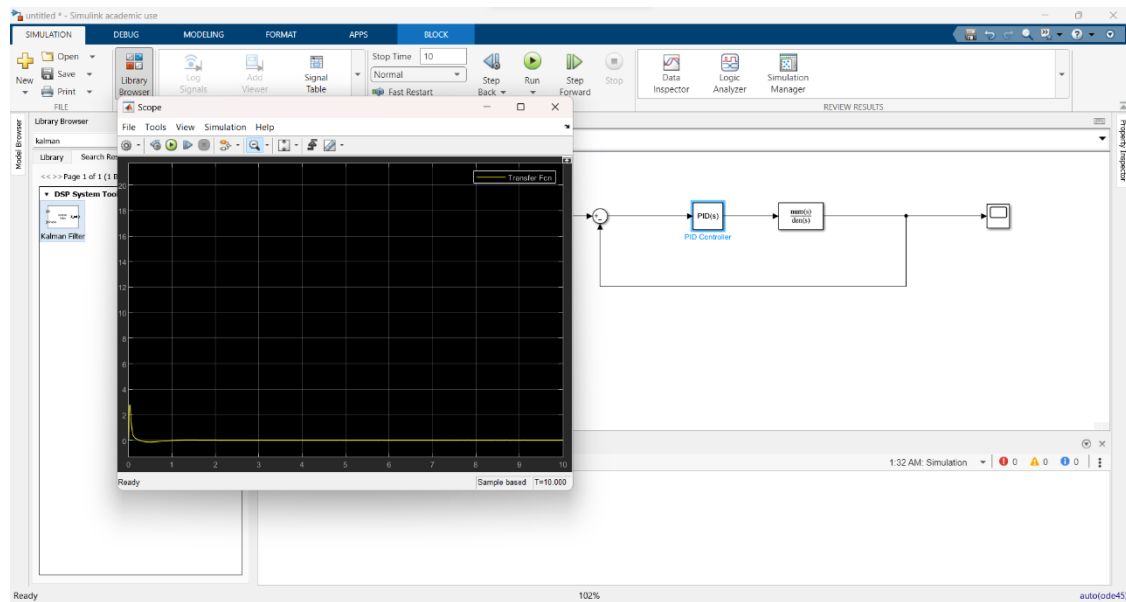 untitled * - Simulink academic use
SIMULATION DEBUG MODELING FORMAT APPS BLOCK
New
Open
Save
Print
FILE
Library
Browser
Log
Signals
Add
Viewer
Signal
Table
Stop Time 10
Normal
Fast Restart
Step
Back
Run
Step
Forward
Stop
Data
Inspector
Logic
Analyzer
Simulation
Manager
REVIEW RESULTS
Model Browser
Property Inspector
Library Browser
kalman
Library Search Res
<< >> Page 1 of 1 (1 B
DSP System Too
Kalman Filter
Scope
File Tools View Simulation Help
Transfer Fcn
20
18
16
14
12
10
8
6
4
2
0
0 1 2 3 4 5 6 7 8 9 10
Ready Sample based T=10.000
PID(s)
PID Controller
num(s)
den(s)
1:32 AM: Simulation 0 0 0
Ready 102% auto(ode45)